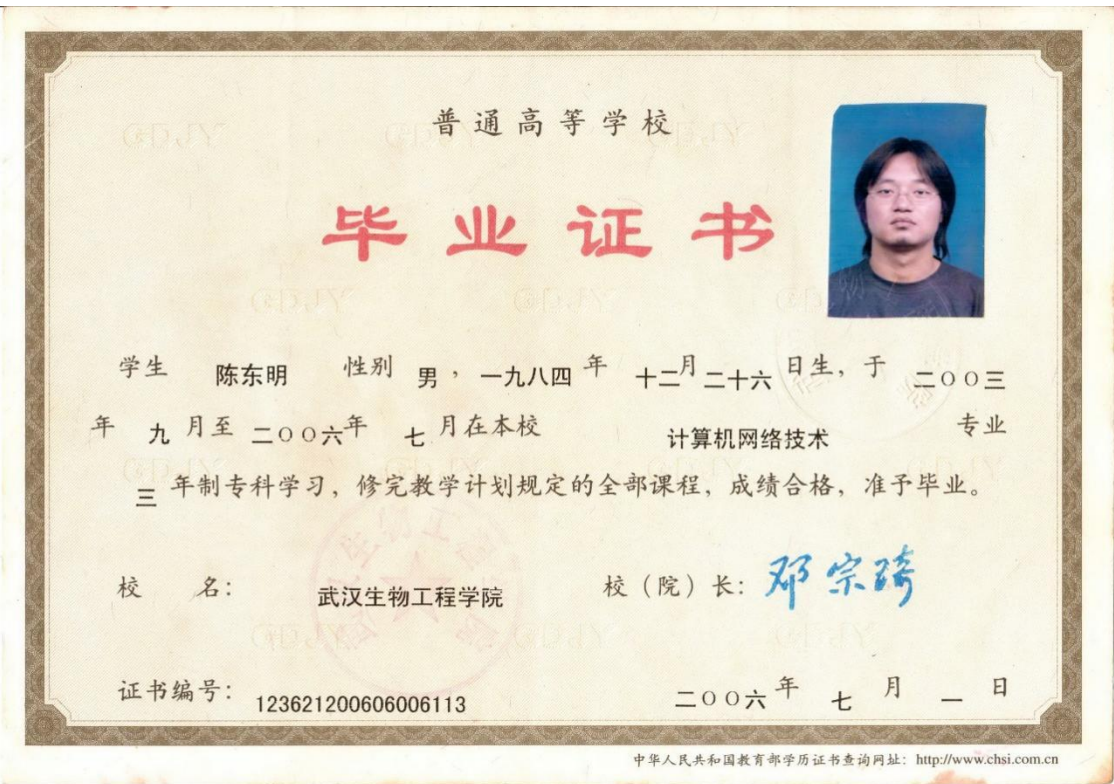 普通高等学校
毕业证书
学生 陈东明 性别 男，一九八四 年 十二月 二十六 日生，于 二〇〇三
年 九 月至 二〇〇六年 七 月在本校 计算机网络技术 专业
三 年制专科学习，修完教学计划规定的全部课程，成绩合格，准予毕业。
校 名： 武汉生物工程学院 校（院）长：邓宗琦
证书编号：123621200606006113 二〇〇六年 七 月 一 日
中华人民共和国教育部学历证书查询网址：http://www.chsi.com.cn